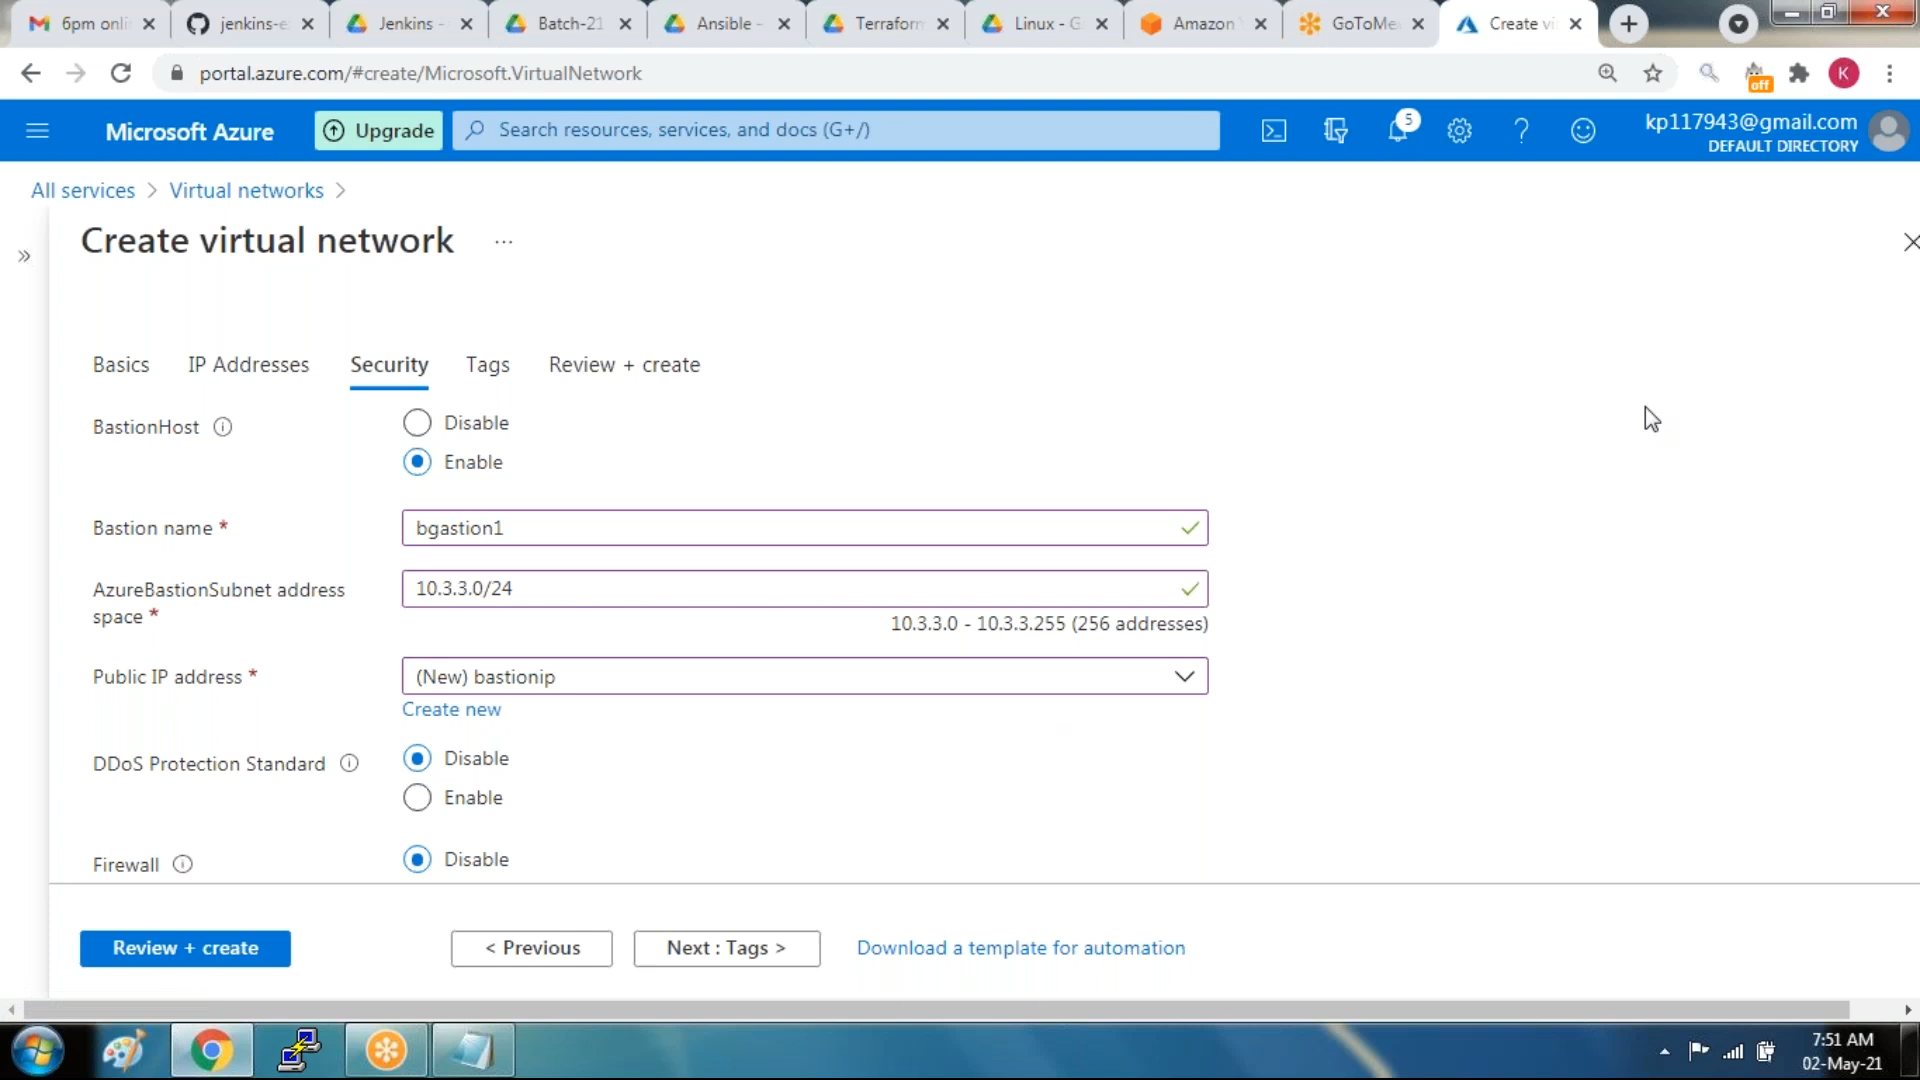 6pm onli
jenkins-e
Jenkins -
Batch-21
Ansible -
Terraform
Linux - G
Amazon
GoToMe
Create vi
portal.azure.com/#create/Microsoft.VirtualNetwork
off
K
Microsoft Azure
Upgrade
Search resources, services, and docs (G+/)
5
kp117943@gmail.com
DEFAULT DIRECTORY
All services > Virtual networks >
Create virtual network ...
Basics
IP Addresses
Security
Tags
Review + create
BastionHost
Disable
Enable
Bastion name *
bgastion1
AzureBastionSubnet address
space *
10.3.3.0/24
10.3.3.0 - 10.3.3.255 (256 addresses)
Public IP address *
(New) bastionip
Create new
DDoS Protection Standard
Disable
Enable
Firewall
Disable
Review + create
< Previous
Next : Tags >
Download a template for automation
7:51 AM
02-May-21